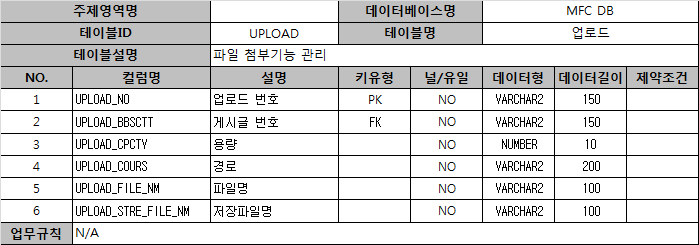 주제영역명 데이터베이스명 MFC DB
테이블ID UPLOAD 테이블명 업로드
테이블설명 파일 첨부기능 관리
NO. 컬럼명 설명 키유형 널/유일 데이터형 데이터길이 제약조건
1 UPLOAD_NO 업로드 번호 PK NO VARCHAR2 150
2 UPLOAD_BBSCTT 게시글 번호 FK NO VARCHAR2 150
3 UPLOAD_CPCTY 용량 NO NUMBER 10
4 UPLOAD_COURS 경로 NO VARCHAR2 200
5 UPLOAD_FILE_NM 파일명 NO VARCHAR2 100
6 UPLOAD_STRE_FILE_NM 저장파일명 NO VARCHAR2 100
업무규칙 N/A